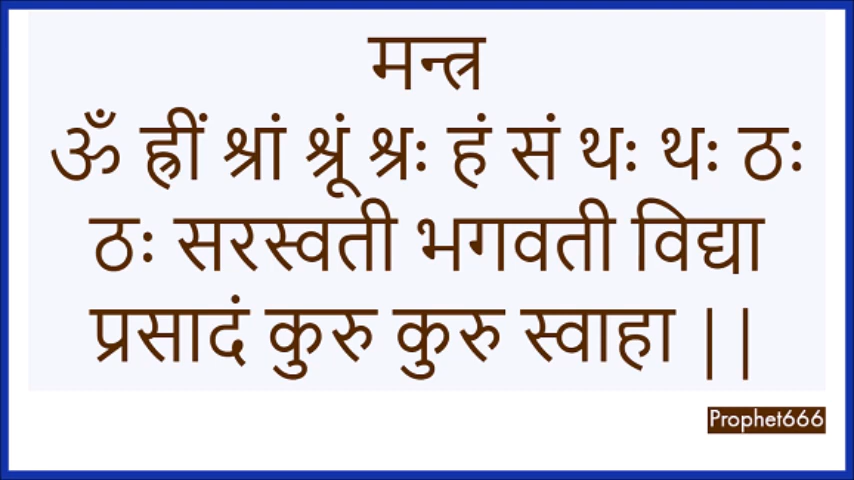 मन्त्र
ॐ ह्रीं श्रां श्रूं श्रः हं सं थः थः ठः
ठः सरस्वती भगवती विद्या
प्रसादं कुरु कुरु स्वाहा ||
Prophet666